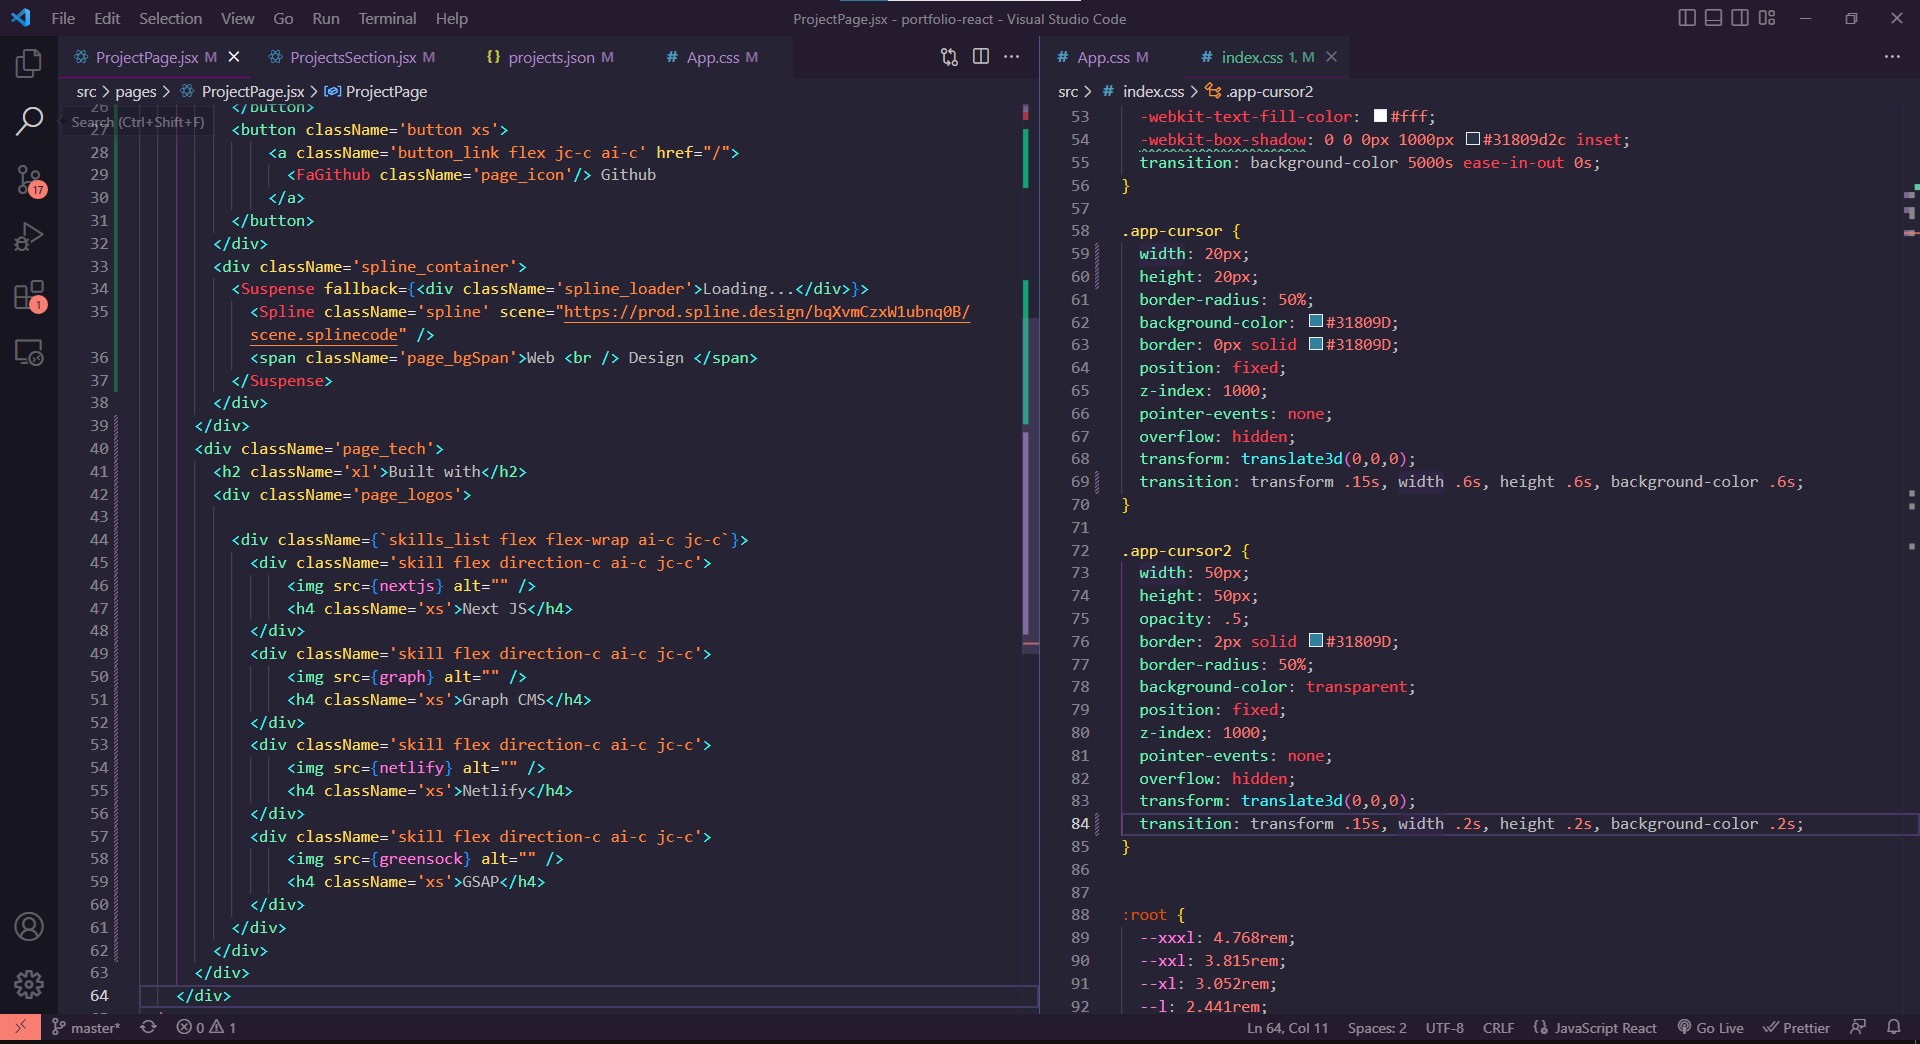 File Edit Selection View Go Run Terminal Help
ProjectPage.jsx - portfolio-react - Visual Studio Code
ProjectPage.jsx M
ProjectsSection.jsx M
{} projects.json M
# App.css M
# App.css M
# index.css 1, M
src > pages > ProjectPage.jsx > ProjectPage
src > # index.css > .app-cursor2
Search (Ctrl+Shift+F)
17
1
26 </button>
27 <button className='button xs'>
28 <a className='button_link flex jc-c ai-c' href="/">
29 <FaGithub className='page_icon'/> Github
30 </a>
31 </button>
32 </div>
33 <div className='spline_container'>
34 <Suspense fallback={<div className='spline_loader'>Loading...</div>}>
35 <Spline className='spline' scene="https://prod.spline.design/bqXvmCzxW1ubnq0B/
scene.splinecode" />
36 <span className='page_bgSpan'>Web <br /> Design </span>
37 </Suspense>
38 </div>
39 </div>
40 <div className='page_tech'>
41 <h2 className='xl'>Built with</h2>
42 <div className='page_logos'>
43
44 <div className={`skills_list flex flex-wrap ai-c jc-c`}>
45 <div className='skill flex direction-c ai-c jc-c'>
46 <img src={nextjs} alt="" />
47 <h4 className='xs'>Next JS</h4>
48 </div>
49 <div className='skill flex direction-c ai-c jc-c'>
50 <img src={graph} alt="" />
51 <h4 className='xs'>Graph CMS</h4>
52 </div>
53 <div className='skill flex direction-c ai-c jc-c'>
54 <img src={netlify} alt="" />
55 <h4 className='xs'>Netlify</h4>
56 </div>
57 <div className='skill flex direction-c ai-c jc-c'>
58 <img src={greensock} alt="" />
59 <h4 className='xs'>GSAP</h4>
60 </div>
61 </div>
62 </div>
63 </div>
64 </div>
53 -webkit-text-fill-color: #fff;
54 -webkit-box-shadow: 0 0 0px 1000px #31809d2c inset;
55 transition: background-color 5000s ease-in-out 0s;
56 }
57
58 .app-cursor {
59 width: 20px;
60 height: 20px;
61 border-radius: 50%;
62 background-color: #31809D;
63 border: 0px solid #31809D;
64 position: fixed;
65 z-index: 1000;
66 pointer-events: none;
67 overflow: hidden;
68 transform: translate3d(0,0,0);
69 transition: transform .15s, width .6s, height .6s, background-color .6s;
70 }
71
72 .app-cursor2 {
73 width: 50px;
74 height: 50px;
75 opacity: .5;
76 border: 2px solid #31809D;
77 border-radius: 50%;
78 background-color: transparent;
79 position: fixed;
80 z-index: 1000;
81 pointer-events: none;
82 overflow: hidden;
83 transform: translate3d(0,0,0);
84 transition: transform .15s, width .2s, height .2s, background-color .2s;
85 }
86
87
88 :root {
89 --xxxl: 4.768rem;
90 --xxl: 3.815rem;
91 --xl: 3.052rem;
92 --l: 2.441rem;
master* 0 1
Ln 64, Col 11 Spaces: 2 UTF-8 CRLF {} JavaScript React Go Live Prettier